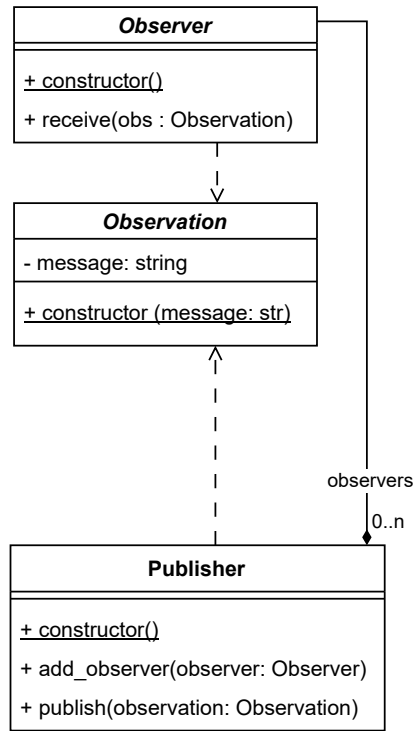 Observer
+ constructor()
+ receive(obs : Observation)
Observation
- message: string
+ constructor (message: str)
observers
0..n
Publisher
+ constructor()
+ add_observer(observer: Observer)
+ publish(observation: Observation)